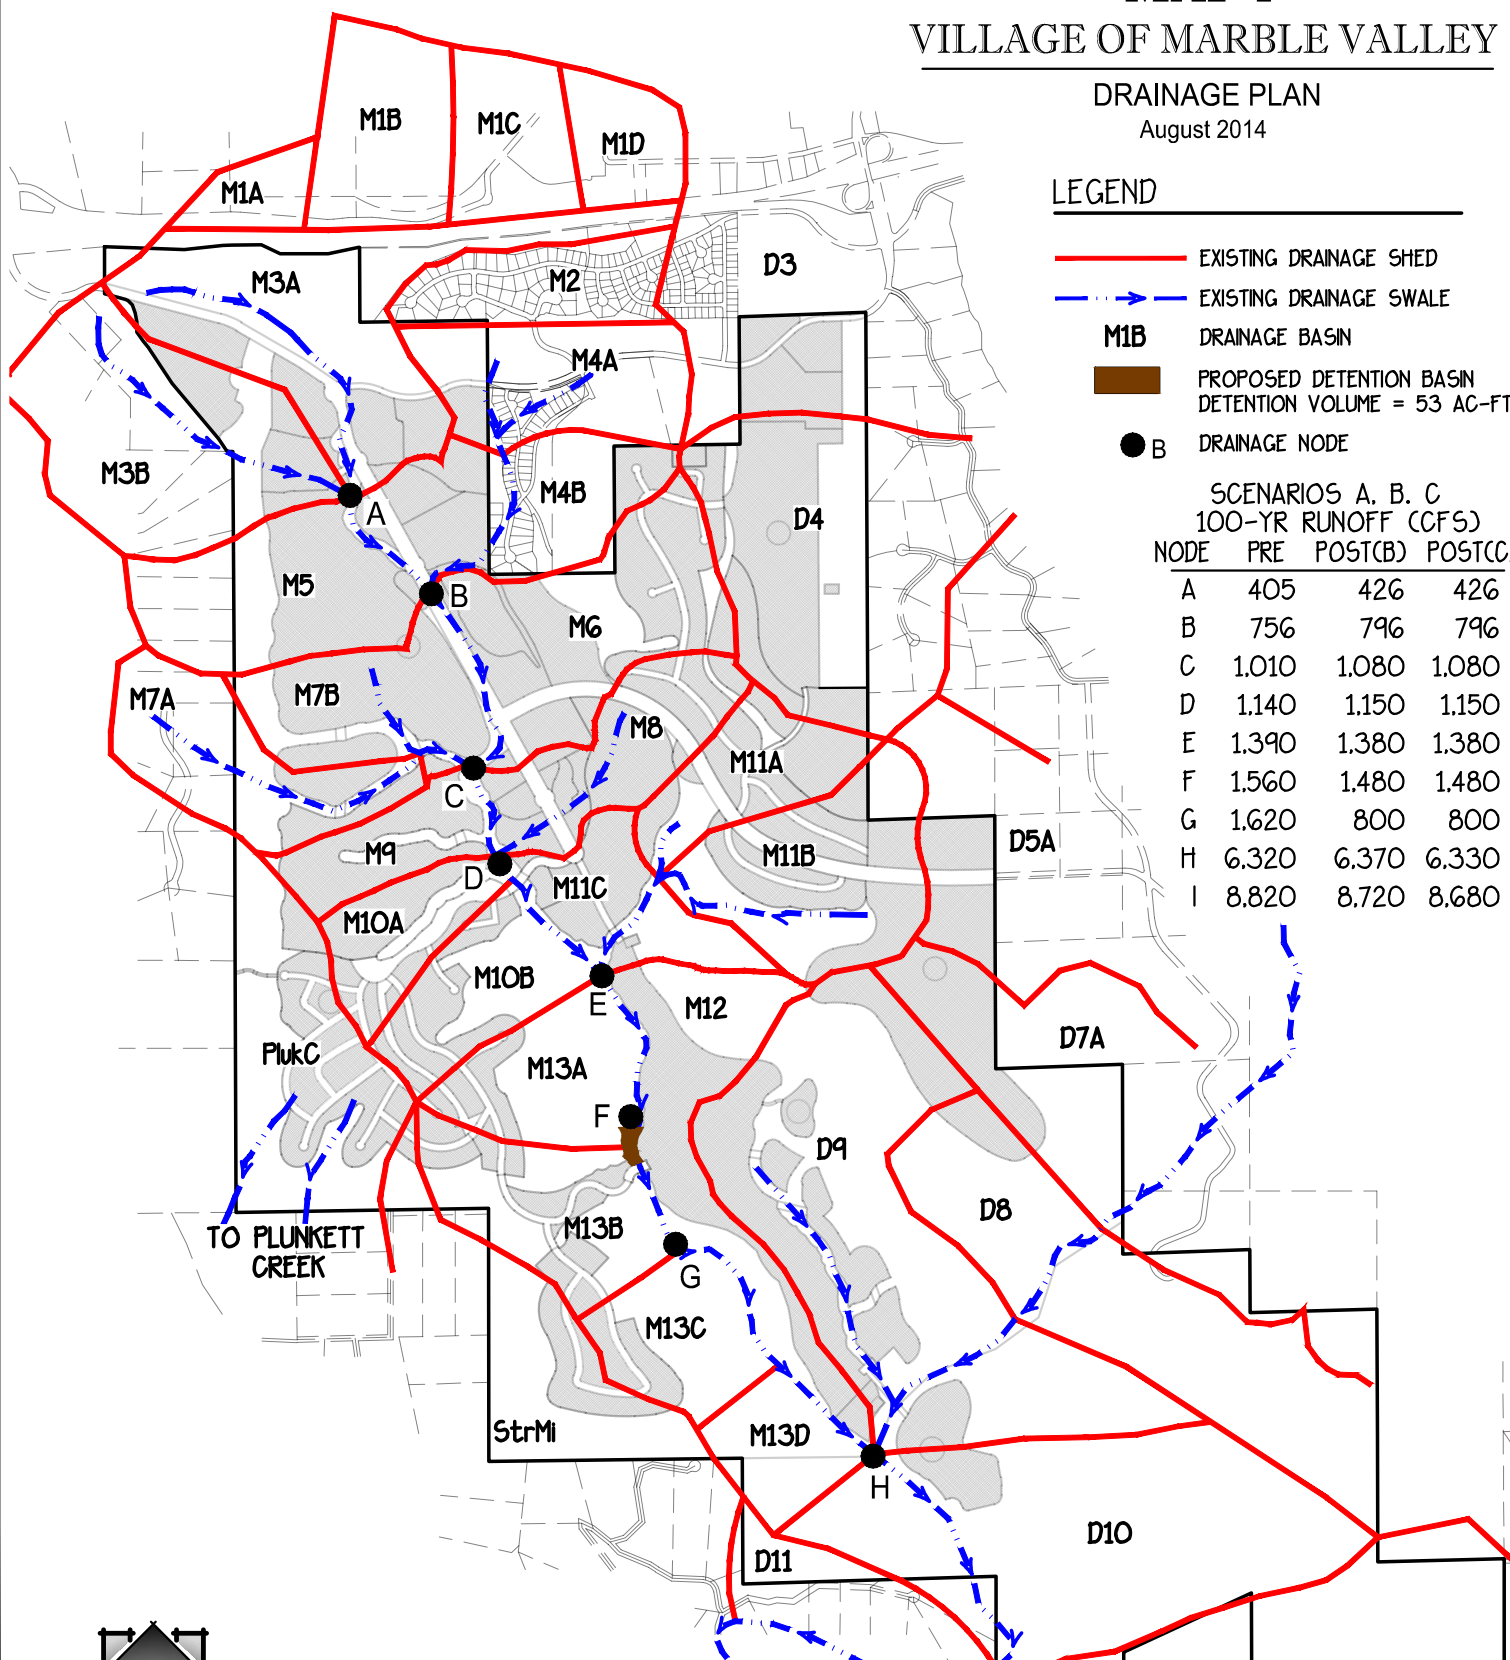 VILLAGE OF MARBLE VALLEY
DRAINAGE PLAN
August 2014
LEGEND
EXISTING DRAINAGE SHED
EXISTING DRAINAGE SWALE
M1B DRAINAGE BASIN
PROPOSED DETENTION BASIN
DETENTION VOLUME = 53 AC-FT
B DRAINAGE NODE
SCENARIOS A, B, C
100-YR RUNOFF (CFS)
NODE PRE POST(B) POST(C
A 405 426 426
B 756 796 796
C 1,010 1,080 1,080
D 1,140 1,150 1,150
E 1,390 1,380 1,380
F 1,560 1,480 1,480
G 1,620 800 800
H 6,320 6,370 6,330
I 8,820 8,720 8,680
M1B
M1C
M1D
M1A
M3A
M2
D3
M4A
M3B
M4B
A
D4
M5
B
M6
M7A
M7B
M8
M11A
C
M9
D
M11C
M11B
D5A
M10A
M10B
E
M12
PlukC
M13A
D7A
F
D9
M13B
D8
TO PLUNKETT
CREEK
G
M13C
StrMi
M13D
H
D11
D10